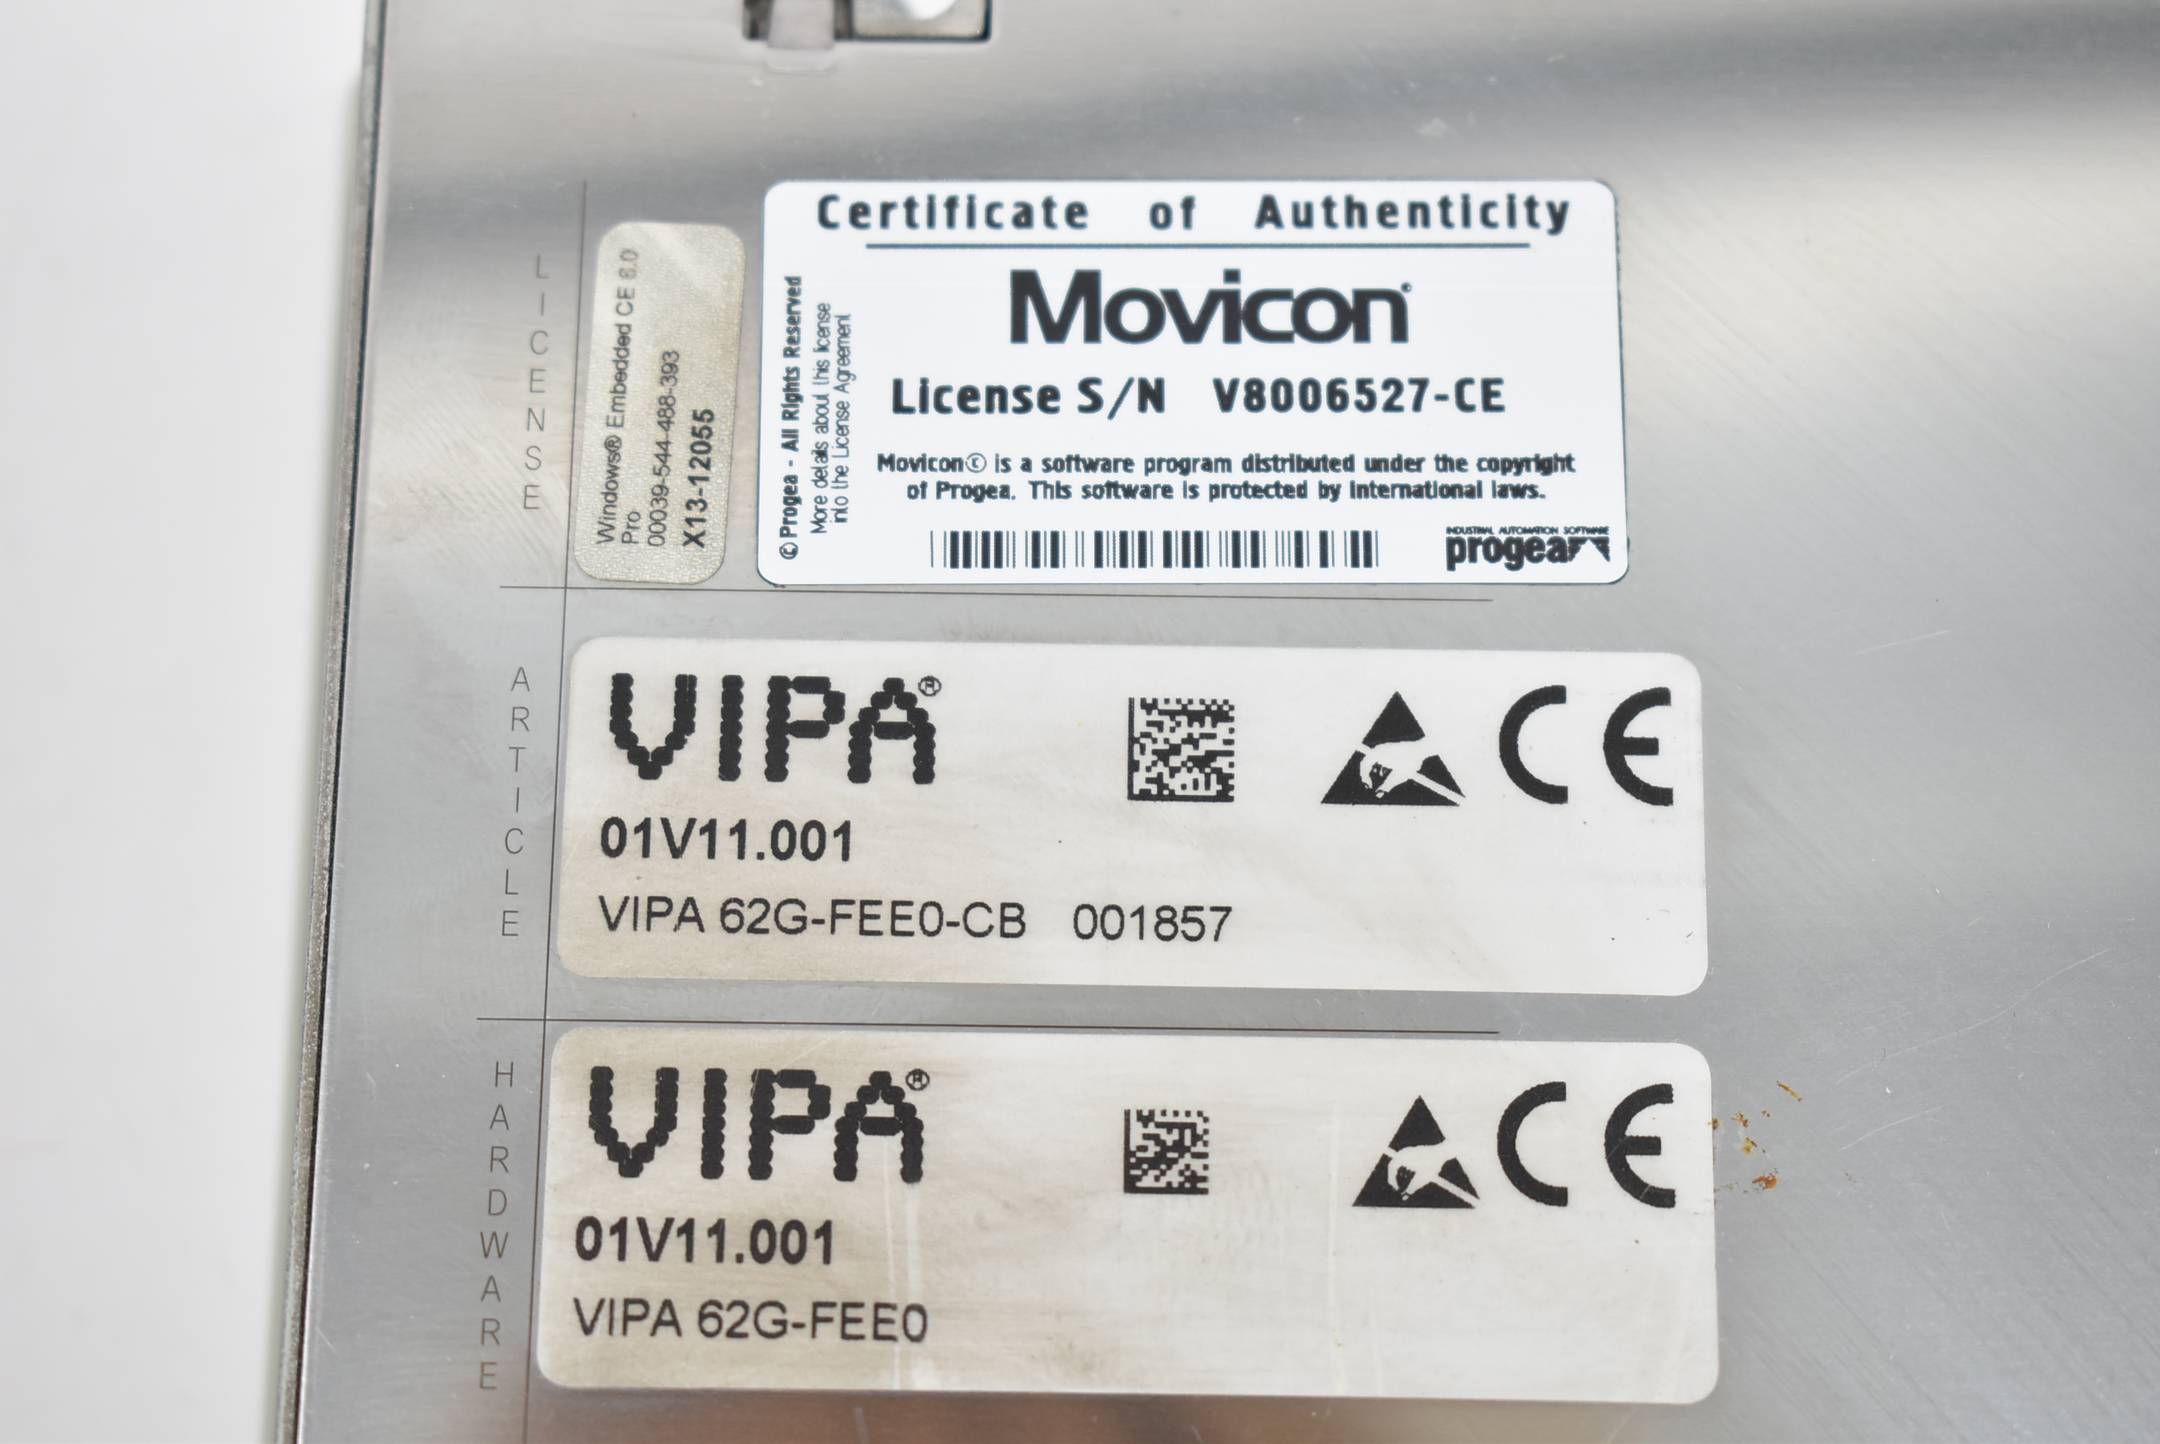 LICENSE
Windows® Embedded CE 6.0
Pro
00039-544-488-393
X13-12055
Certificate of Authenticity
© Progea - All Rights Reserved
More details about this license
into the License Agreement
Movicon®
License S/N V8006527-CE
Movicon© is a software program distributed under the copyright
of Progea. This software is protected by International laws.
INDUSTRIAL AUTOMATION SOFTWARE
progea
ARTICLE
VIPA®
CE
01V11.001
VIPA 62G-FEE0-CB 001857
HARDWARE
VIPA®
CE
01V11.001
VIPA 62G-FEE0